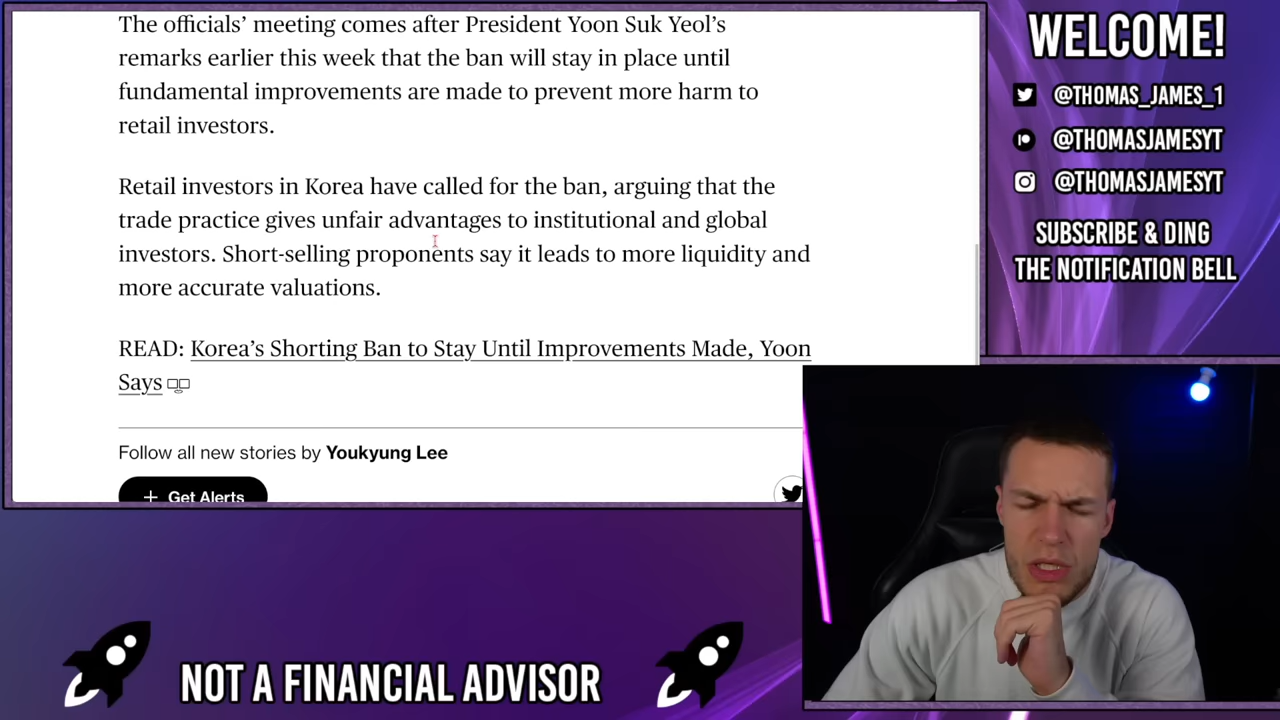 The officials’ meeting comes after President Yoon Suk Yeol’s
remarks earlier this week that the ban will stay in place until
fundamental improvements are made to prevent more harm to
retail investors.
Retail investors in Korea have called for the ban, arguing that the
trade practice gives unfair advantages to institutional and global
investors. Short-selling proponents say it leads to more liquidity and
more accurate valuations.
READ: Korea’s Shorting Ban to Stay Until Improvements Made, Yoon
Says
Follow all new stories by Youkyung Lee
+ Get Alerts
WELCOME!
@THOMAS_JAMES_1
@THOMASJAMESYT
@THOMASJAMESYT
SUBSCRIBE & DING
THE NOTIFICATION BELL
NOT A FINANCIAL ADVISOR